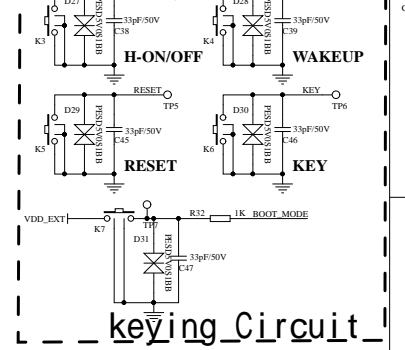 D27
D28
PESD5V0S1BB
33pF/50V
C38
K3
H-ON/OFF
PESD5V0S1BB
33pF/50V
C39
K4
WAKEUP
RESET
TP5
D29
PESD5V0S1BB
33pF/50V
C45
K5
RESET
KEY
TP6
D30
PESD5V0S1BB
33pF/50V
C46
K6
KEY
VDD_EXT
K7
TP7
R32
1K
BOOT_MODE
D31
PESD5V0S1BB
33pF/50V
C47
keying Circuit